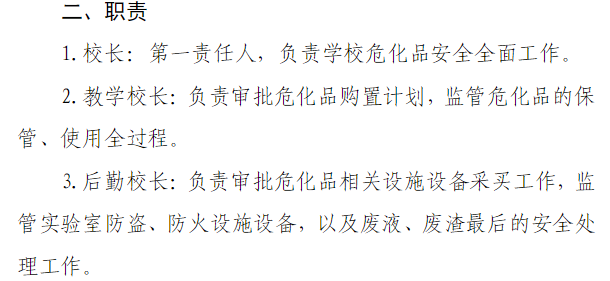 二、职责
1. 校长：第一责任人，负责学校危化品安全全面工作。
2. 教学校长：负责审批危化品购置计划，监管危化品的保
管、使用全过程。
3. 后勤校长：负责审批危化品相关设施设备采买工作，监
管实验室防盗、防火设施设备，以及废液、废渣最后的安全处
理工作。